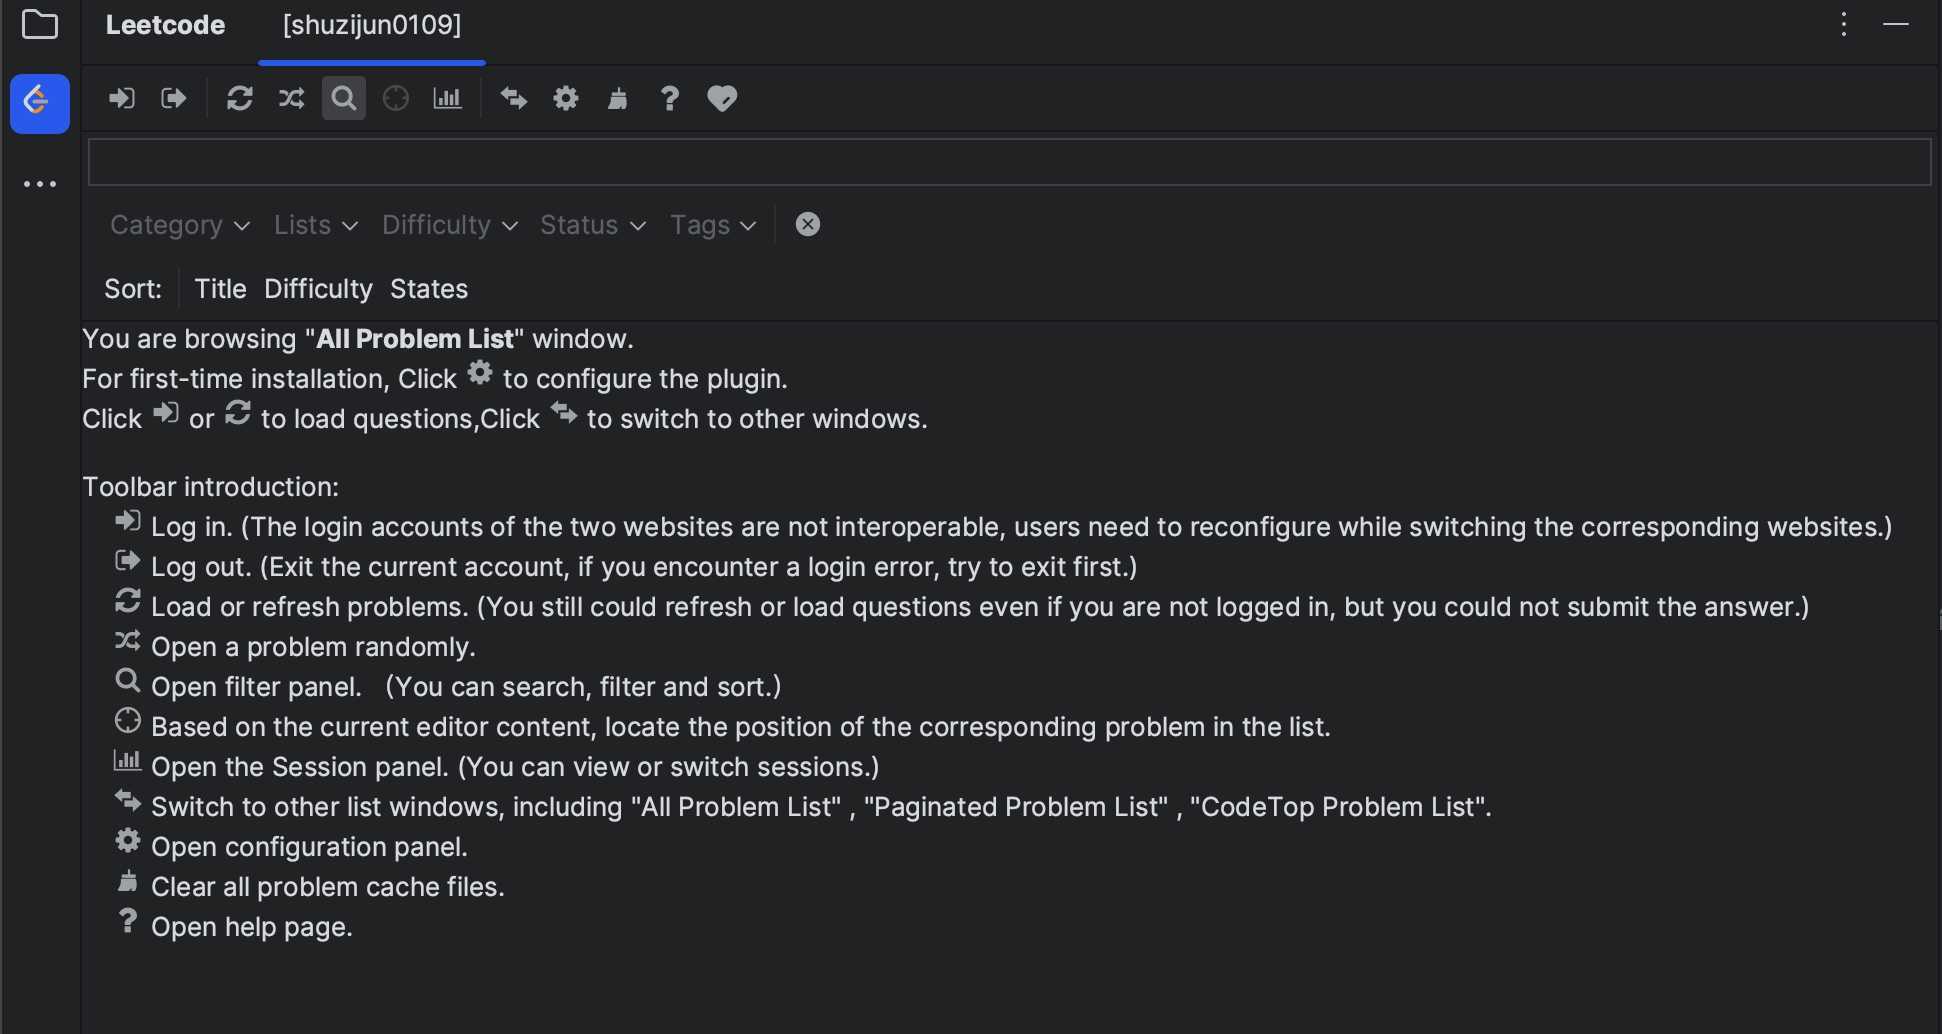 Leetcode [shuzijun0109]
Category Lists Difficulty Status Tags
Sort: Title Difficulty States
You are browsing "All Problem List" window.
For first-time installation, Click to configure the plugin.
Click or to load questions,Click to switch to other windows.
Toolbar introduction:
Log in. (The login accounts of the two websites are not interoperable, users need to reconfigure while switching the corresponding websites.)
Log out. (Exit the current account, if you encounter a login error, try to exit first.)
Load or refresh problems. (You still could refresh or load questions even if you are not logged in, but you could not submit the answer.)
Open a problem randomly.
Open filter panel. (You can search, filter and sort.)
Based on the current editor content, locate the position of the corresponding problem in the list.
Open the Session panel. (You can view or switch sessions.)
Switch to other list windows, including "All Problem List" , "Paginated Problem List" , "CodeTop Problem List".
Open configuration panel.
Clear all problem cache files.
Open help page.